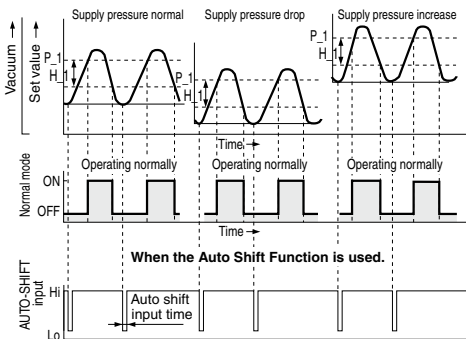 Supply pressure normal
Supply pressure drop
Supply pressure increase
Vacuum →
Set value →
P_1
H_1
P_1
H_1
P_1
H_1
Time →
Normal mode
ON
OFF
Operating normally
Operating normally
Operating normally
Time →
When the Auto Shift Function is used.
AUTO-SHIFT
input
Hi
Lo
Auto shift
input time